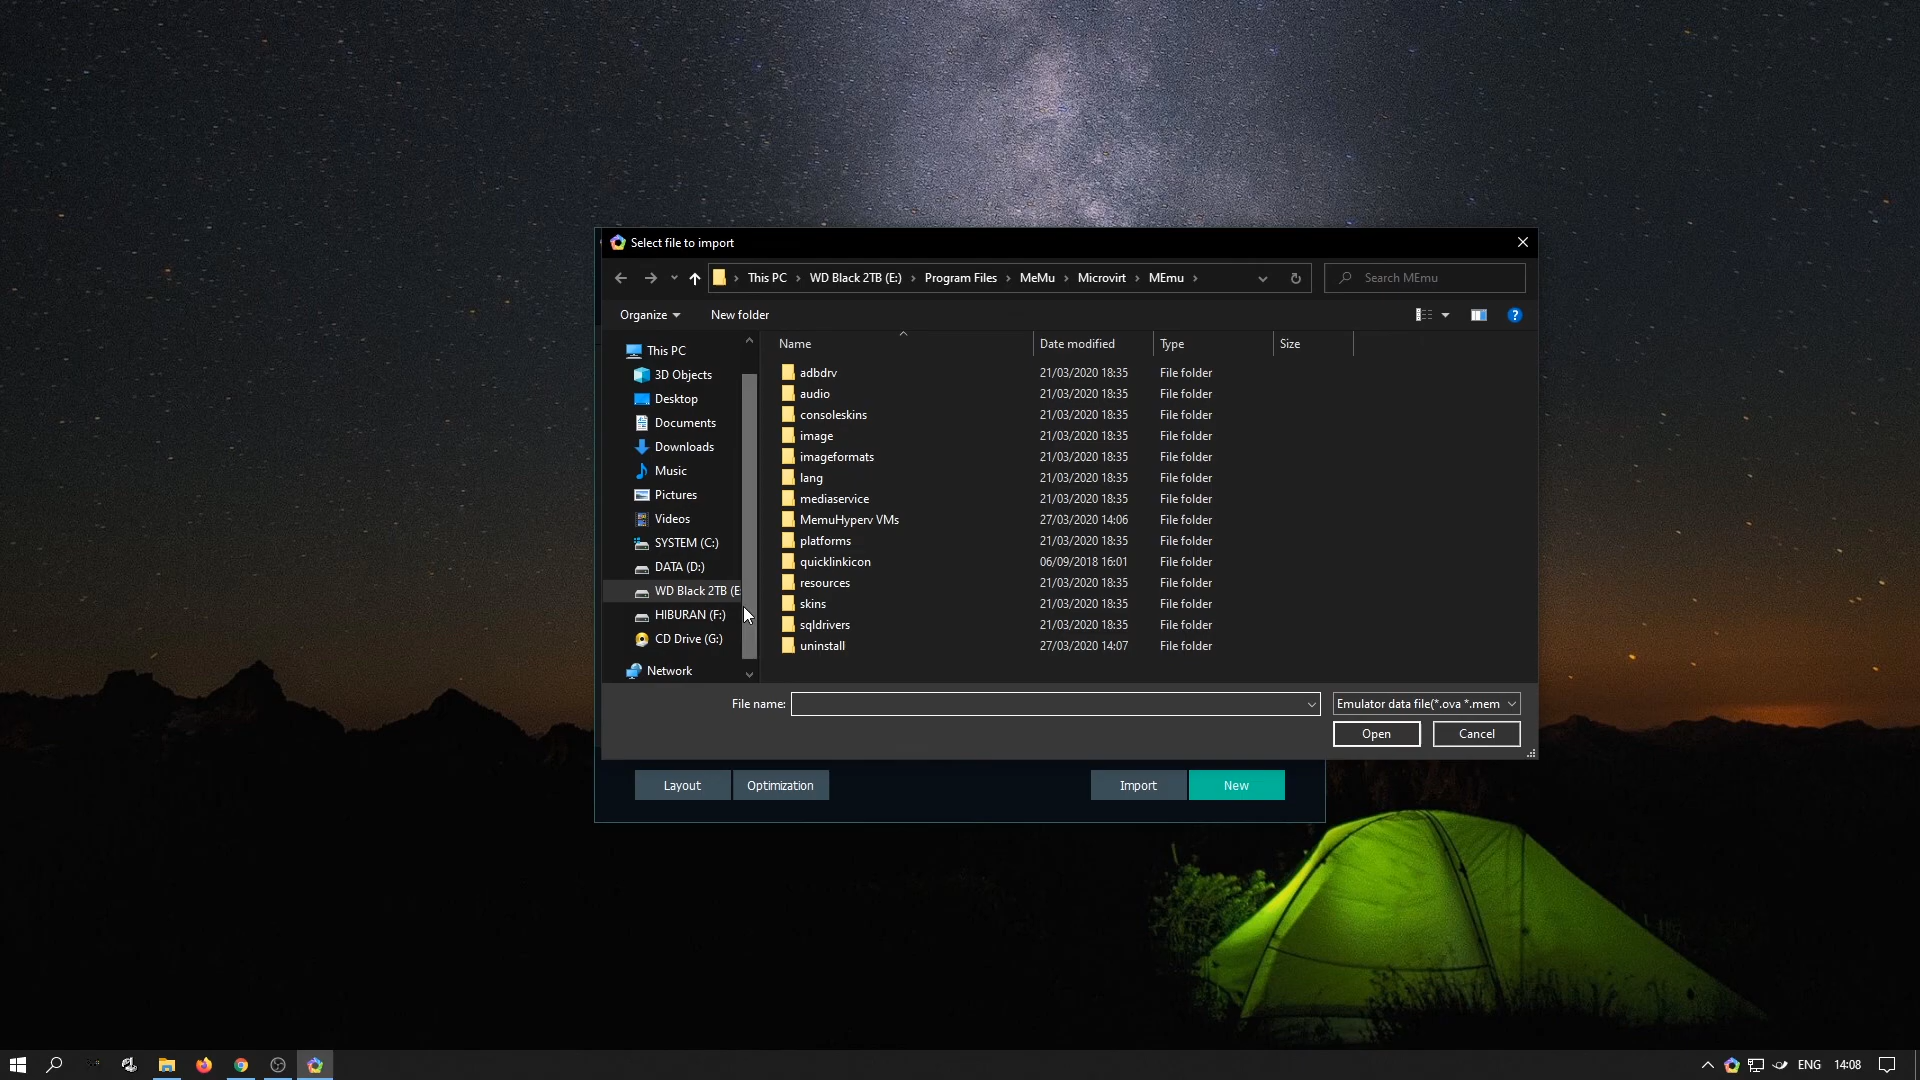 Select file to import
This PC
WD Black 2TB (E:)
Program Files
MeMu
Microvirt
MEmu
Search MEmu
Organize
New folder
This PC
3D Objects
Desktop
Documents
Downloads
Music
Pictures
Videos
SYSTEM (C:)
DATA (D:)
WD Black 2TB (E
HIBURAN (F:)
CD Drive (G:)
Network
Name Date modified Type Size
adbdrv 21/03/2020 18:35 File folder
audio 21/03/2020 18:35 File folder
consoleskins 21/03/2020 18:35 File folder
image 21/03/2020 18:35 File folder
imageformats 21/03/2020 18:35 File folder
lang 21/03/2020 18:35 File folder
mediaservice 21/03/2020 18:35 File folder
MemuHyperv VMs 27/03/2020 14:06 File folder
platforms 21/03/2020 18:35 File folder
quicklinkicon 06/09/2018 16:01 File folder
resources 21/03/2020 18:35 File folder
skins 21/03/2020 18:35 File folder
sqldrivers 21/03/2020 18:35 File folder
uninstall 27/03/2020 14:07 File folder
File name:
Emulator data file(*.ova *.mem
Open
Cancel
Layout
Optimization
Import
New
ENG
14:08